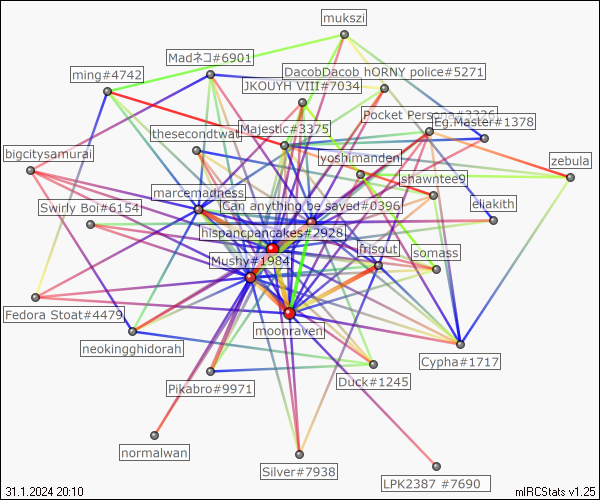 mukszi
Madネコ#6901
ming#4742
DacobDacob hORNY police#5271
JKOUYH VIII#7034
Pocket Persona
Eg.Master#1378
Majestic#3375
thesecondtwat
bigcitysamurai
yoshimanden
zebula
shawntee9
marcemadness
Can anything be saved#0396
eliakith
Swirly Boi#6154
hispancpancakes#2928
frisout
somass
Mushy#1984
Fedora Stoat#4479
moonraven
neokingghidorah
Cypha#1717
Duck#1245
Pikabro#9971
normalwan
Silver#7938
LPK2387 #7690
31.1.2024 20:10
mIRCStats v1.25